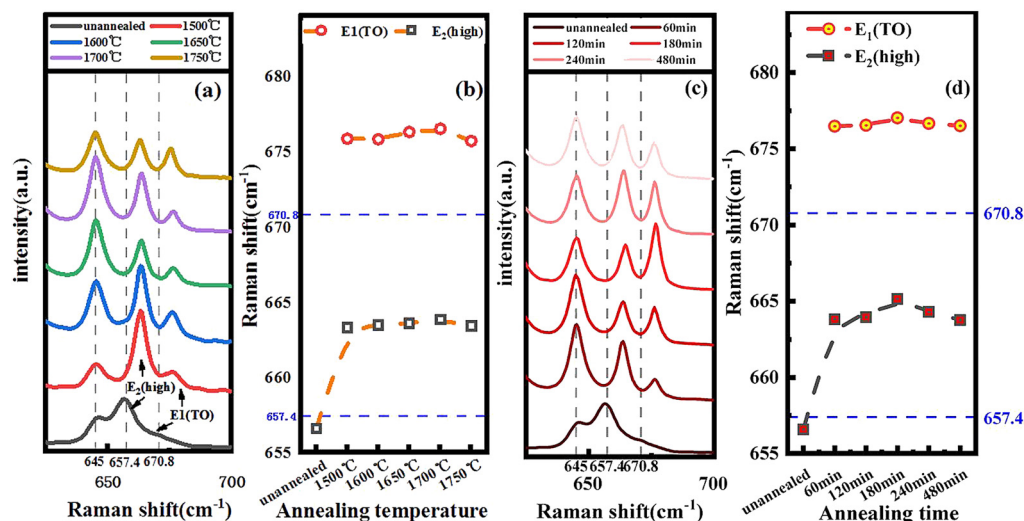 unannealed 1500℃
1600℃ 1650℃
1700℃ 1750℃
(a)
intensity(a.u.)
E₂(high)
E1(TO)
645 657.4 670.8
650 700
Raman shift(cm⁻¹)
E1(TO) E₂(high)
(b)
Raman shift(cm⁻¹)
680
675
670
665
660
655
670.8
657.4
unannealed
1500℃
1600℃
1650℃
1700℃
1750℃
Annealing temperature
unannealed 60min
120min 180min
240min 480min
(c)
intensity(a.u.)
645 657.4670.8
650 700
Raman shift(cm⁻¹)
E₁(TO)
E₂(high)
(d)
Raman shift(cm⁻¹)
680
675
670
665
660
655
670.8
657.4
unannealed
60min
120min
180min
240min
480min
Annealing time